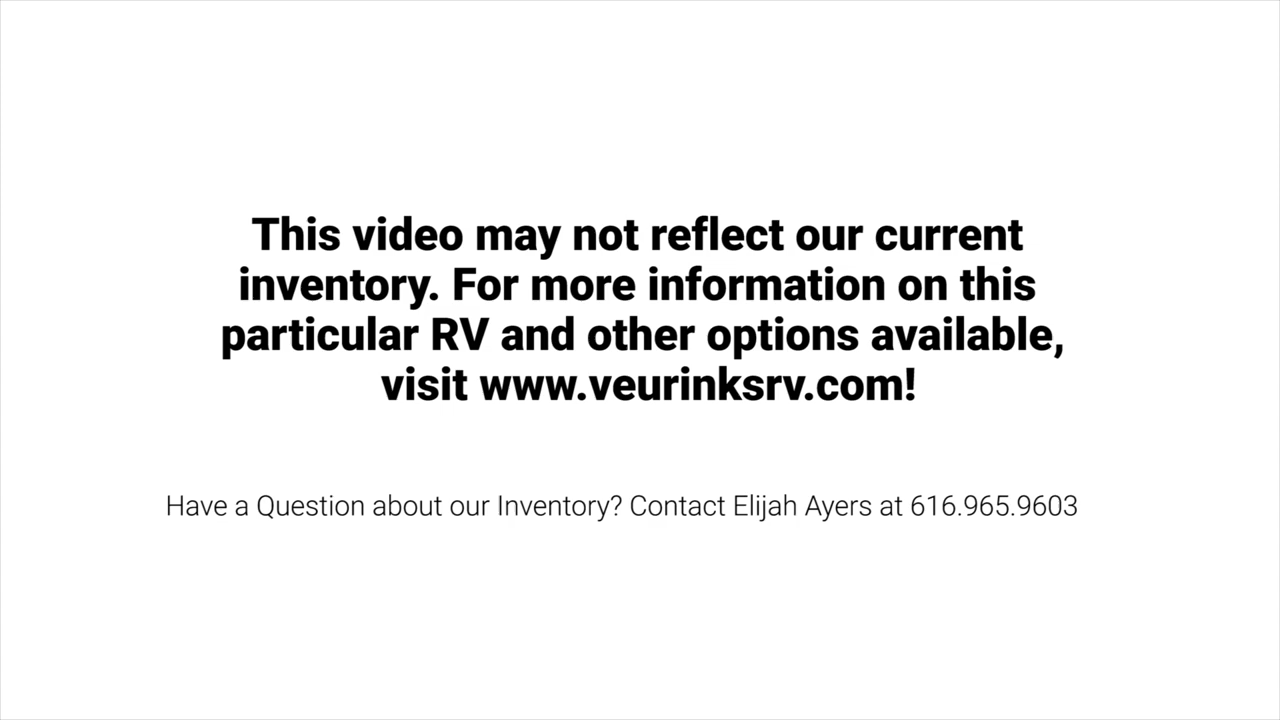 This video may not reflect our current
inventory. For more information on this
particular RV and other options available,
visit www.veurinksrv.com!
Have a Question about our Inventory? Contact Elijah Ayers at 616.965.9603